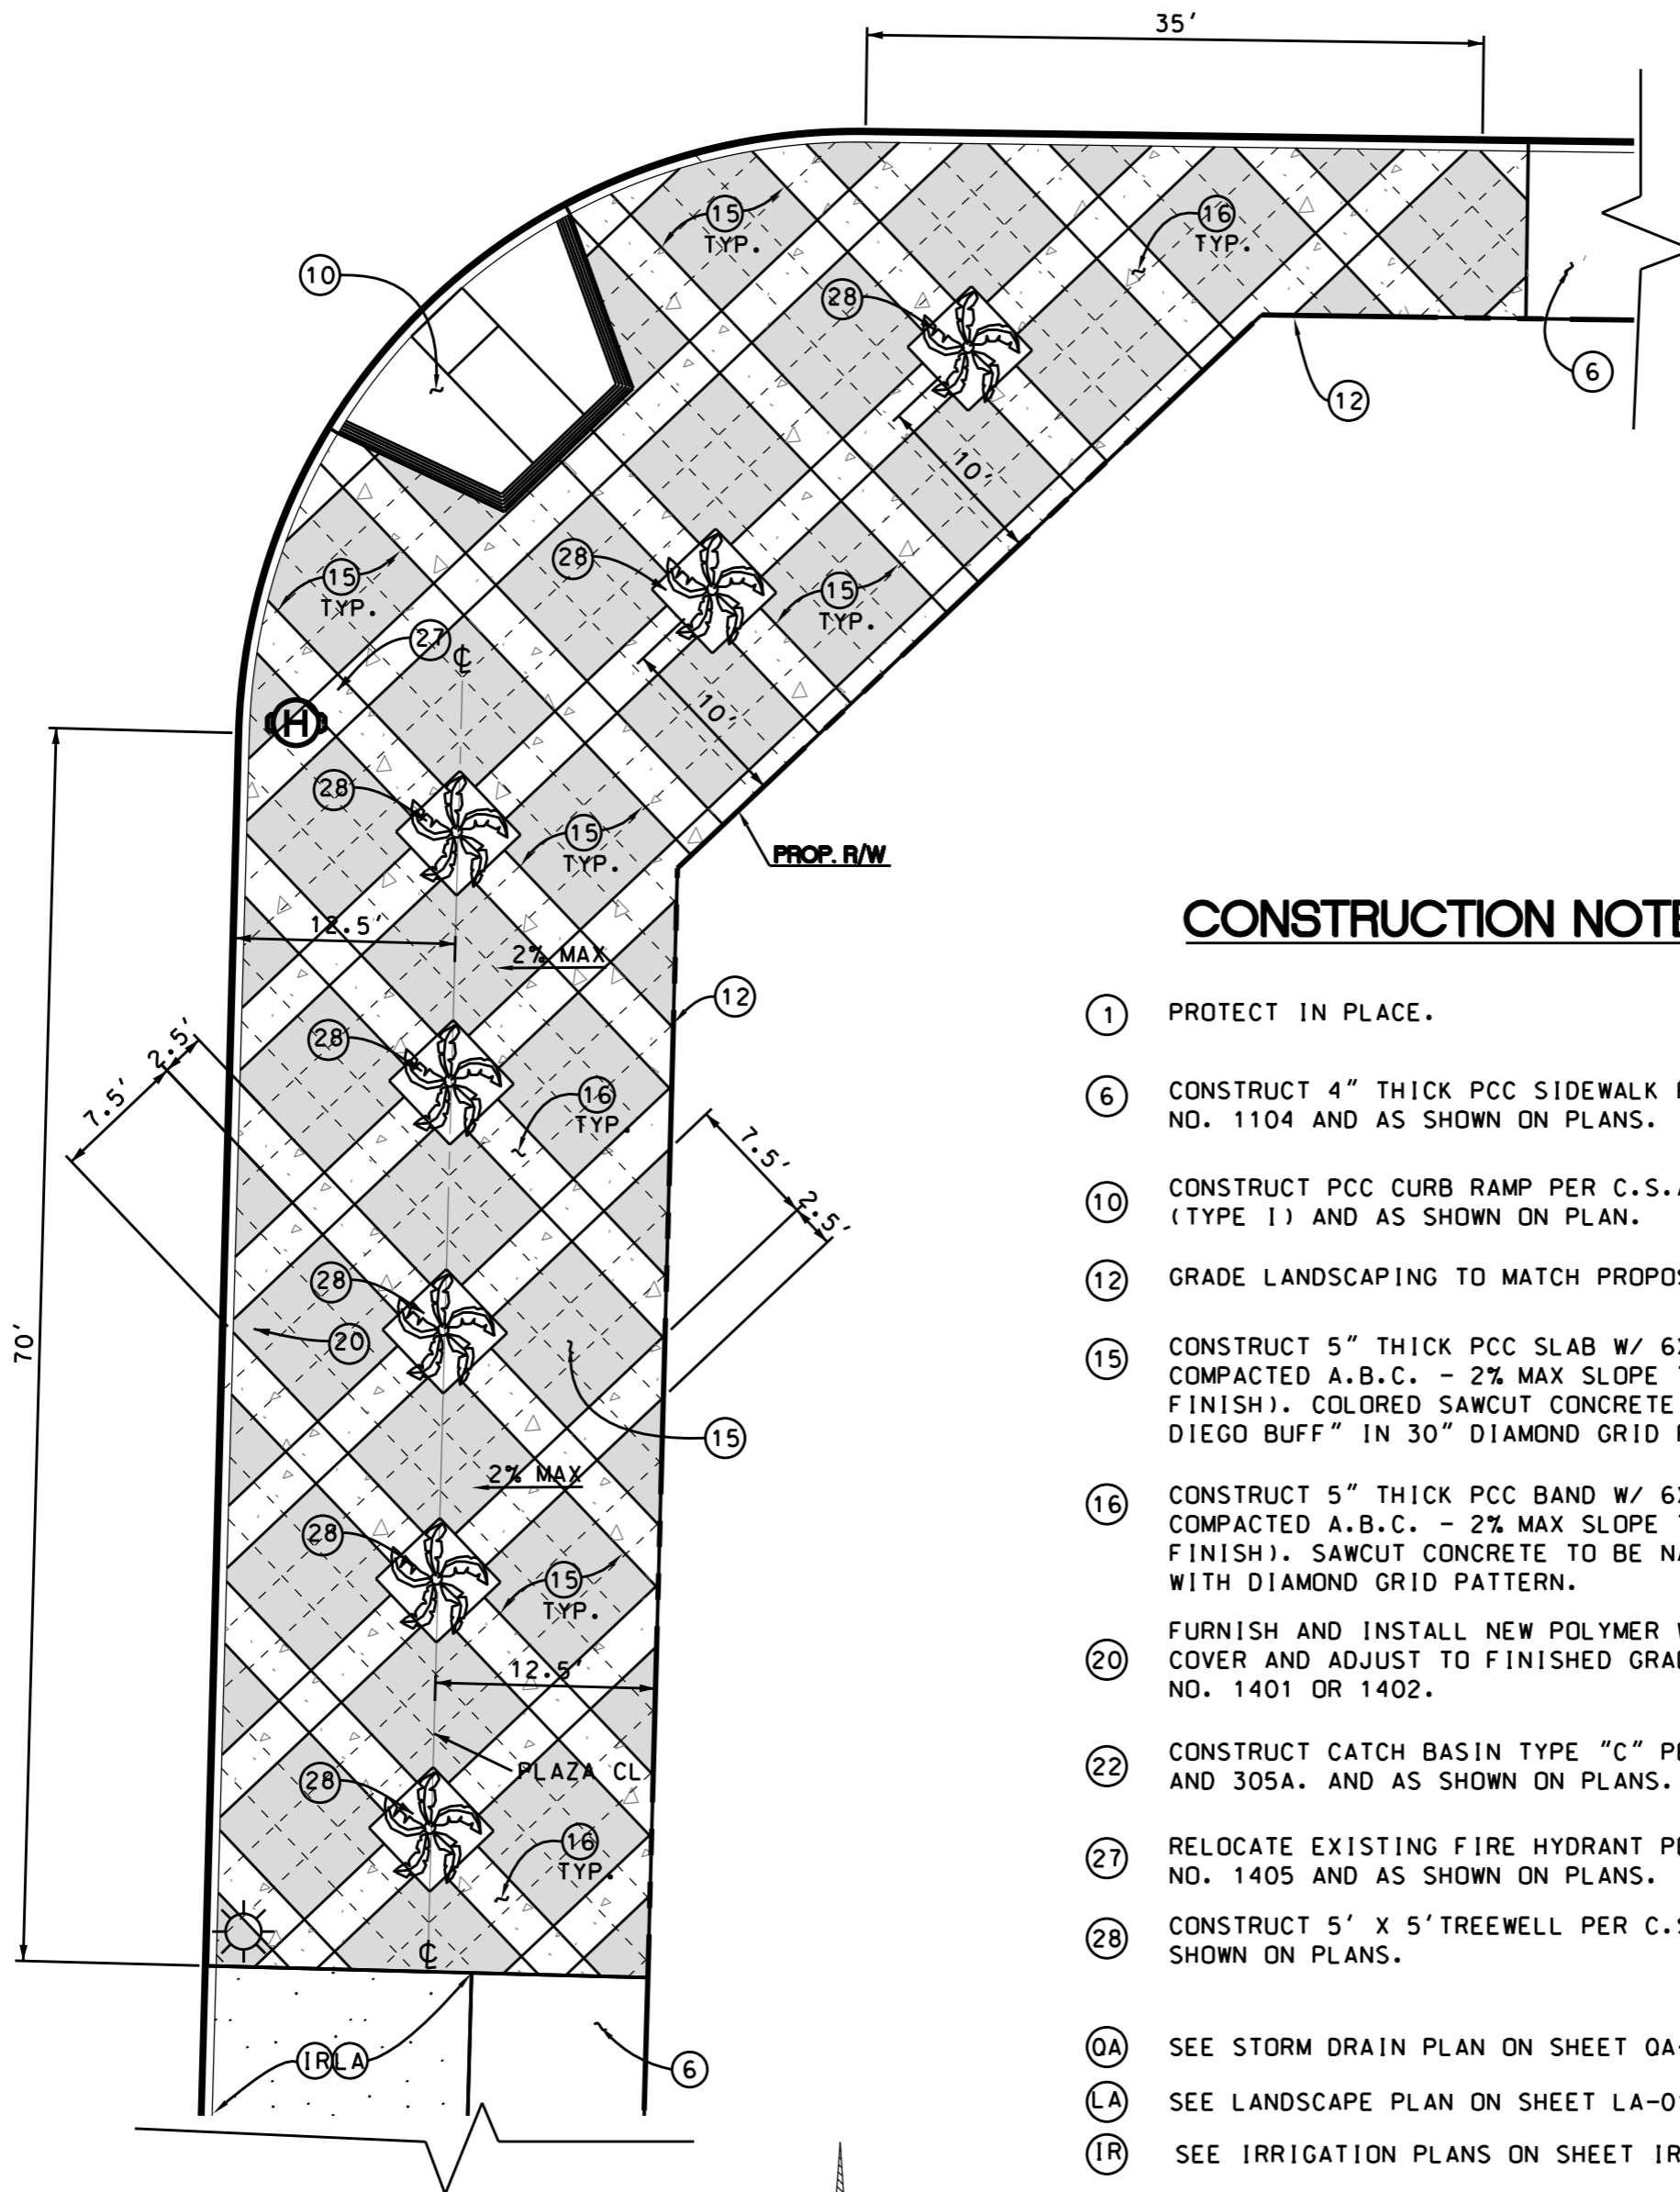 35'
15
TYP.
16
TYP.
10
28
6
12
10'
28
15
TYP.
15
TYP.
27
℄
10'
H
28
15
TYP.
PROP. R/W
12.5'
2% MAX
12
2.5'
7.5'
28
16
TYP.
7.5'
2.5'
28
20
70'
15
2% MAX
28
15
TYP.
12.5'
PLAZA CL
28
16
TYP.
℄
IR LA
6
CONSTRUCTION NOTE
1 PROTECT IN PLACE.
6 CONSTRUCT 4" THICK PCC SIDEWALK
NO. 1104 AND AS SHOWN ON PLANS.
10 CONSTRUCT PCC CURB RAMP PER C.S.
(TYPE I) AND AS SHOWN ON PLAN.
12 GRADE LANDSCAPING TO MATCH PROPOS
15 CONSTRUCT 5" THICK PCC SLAB W/ 6
COMPACTED A.B.C. - 2% MAX SLOPE
FINISH). COLORED SAWCUT CONCRETE
DIEGO BUFF" IN 30" DIAMOND GRID
16 CONSTRUCT 5" THICK PCC BAND W/ 6
COMPACTED A.B.C. - 2% MAX SLOPE
FINISH). SAWCUT CONCRETE TO BE NA
WITH DIAMOND GRID PATTERN.
20 FURNISH AND INSTALL NEW POLYMER
COVER AND ADJUST TO FINISHED GRA
NO. 1401 OR 1402.
22 CONSTRUCT CATCH BASIN TYPE "C" P
AND 305A. AND AS SHOWN ON PLANS.
27 RELOCATE EXISTING FIRE HYDRANT P
NO. 1405 AND AS SHOWN ON PLANS.
28 CONSTRUCT 5' X 5' TREEWELL PER C.
SHOWN ON PLANS.
QA SEE STORM DRAIN PLAN ON SHEET QA
LA SEE LANDSCAPE PLAN ON SHEET LA-0
IR SEE IRRIGATION PLANS ON SHEET IR